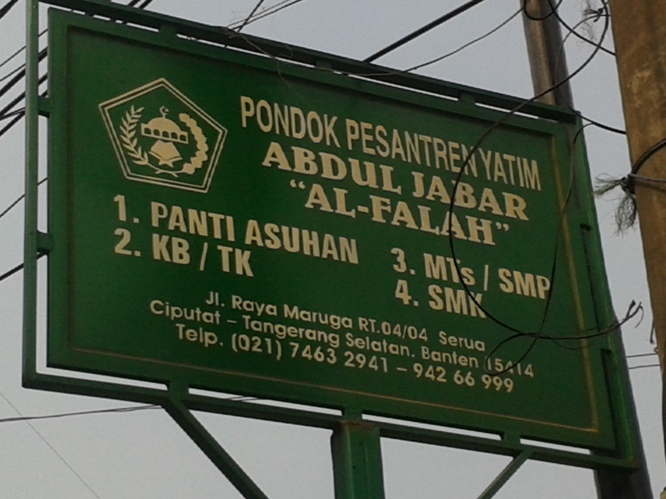 PONDOK PESANTREN YATIM
ABDUL JABAR
"AL-FALAH"
1. PANTI ASUHAN
2. KB / TK
3. MTs / SMP
4. SMK
Jl. Raya Maruga RT.04/04 Serua
Ciputat - Tangerang Selatan. Banten 15414
Telp. (021) 7463 2941 - 942 66 999